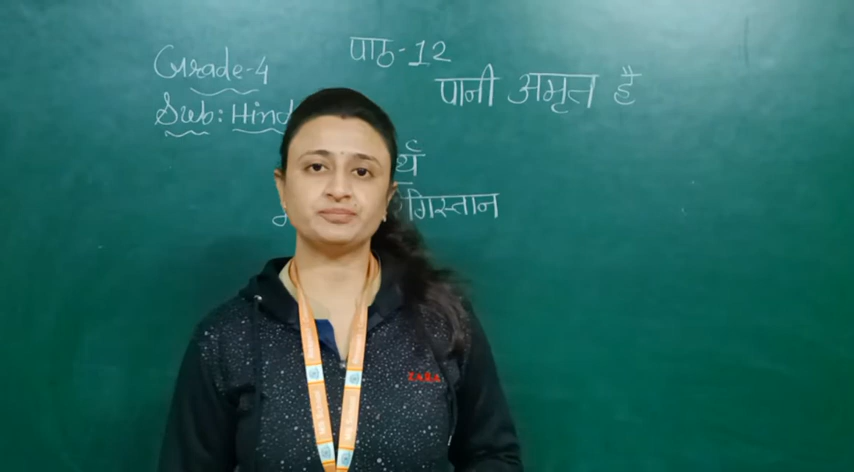 Grade-4
पाठ-12
Sub: Hind
पानी अमृत है
र्थ
गिस्तान